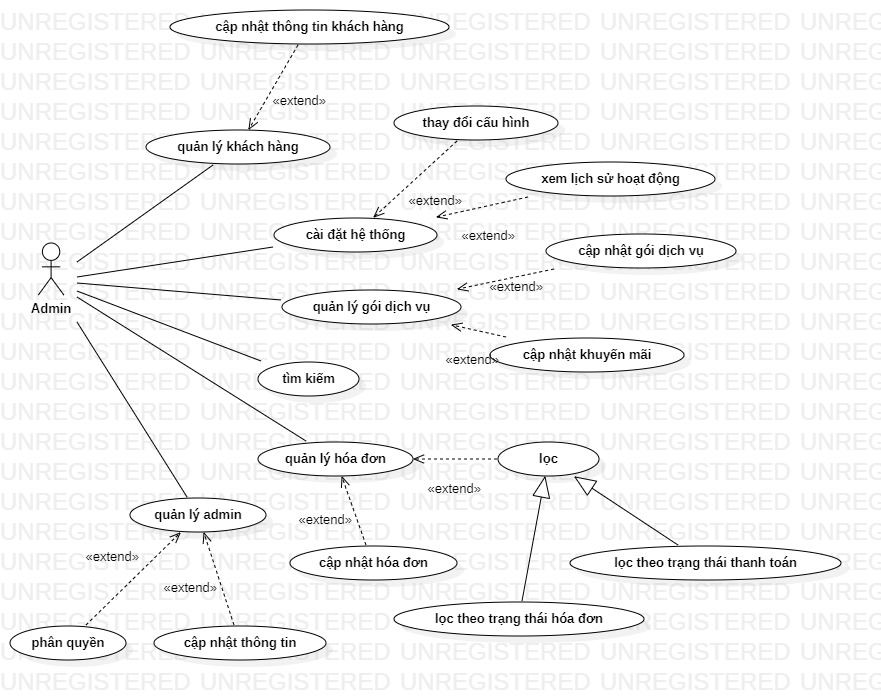 cập nhật thông tin khách hàng
«extend»
thay đổi cấu hình
quản lý khách hàng
xem lịch sử hoạt động
«extend»
cài đặt hệ thống
«extend»
cập nhật gói dịch vụ
«extend»
quản lý gói dịch vụ
Admin
cập nhật khuyến mãi
«extend»
tìm kiếm
quản lý hóa đơn
lọc
«extend»
quản lý admin
«extend»
«extend»
cập nhật hóa đơn
lọc theo trạng thái thanh toán
«extend»
lọc theo trạng thái hóa đơn
phân quyền
cập nhật thông tin
UNREGISTERED UNREGISTERED UNREGISTERED UNREGISTERED UNREGISTERED